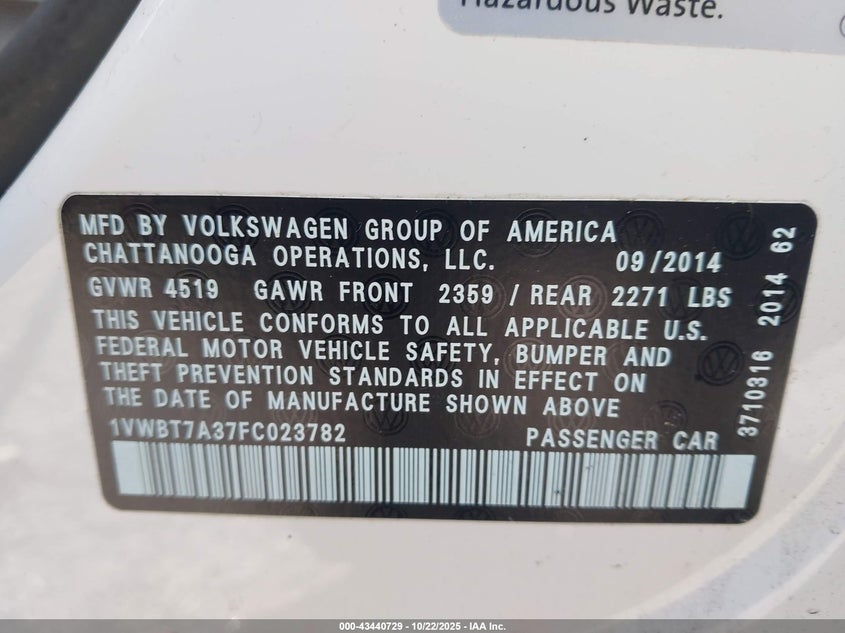 Hazardous Waste.
MFD BY VOLKSWAGEN GROUP OF AMERICA
CHATTANOOGA OPERATIONS, LLC. 09/2014
GVWR 4519 GAWR FRONT 2359 / REAR 2271 LBS
THIS VEHICLE CONFORMS TO ALL APPLICABLE U.S.
FEDERAL MOTOR VEHICLE SAFETY, BUMPER AND
THEFT PREVENTION STANDARDS IN EFFECT ON
THE DATE OF MANUFACTURE SHOWN ABOVE
1VWBT7A37FC023782 PASSENGER CAR
3710316 2014 62
000-43440729 - 10/22/2025 - IAA Inc.